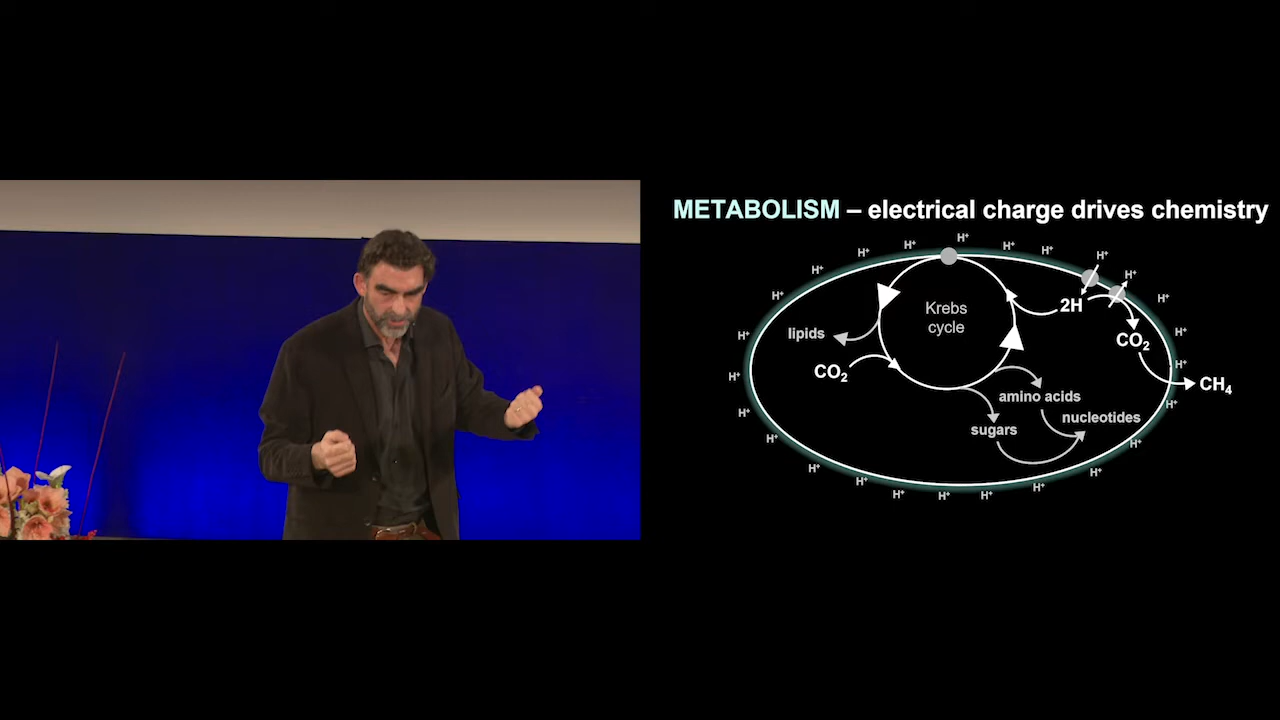 METABOLISM – electrical charge drives chemistry
H⁺
H⁺
H⁺
H⁺
H⁺
H⁺
H⁺
H⁺
H⁺
H⁺
H⁺
2H
Krebs
cycle
lipids
H⁺
H⁺
CO₂
H⁺
CO₂
H⁺
CH₄
amino acids
H⁺
H⁺
nucleotides
sugars
H⁺
H⁺
H⁺
H⁺
H⁺
H⁺
H⁺
H⁺
H⁺